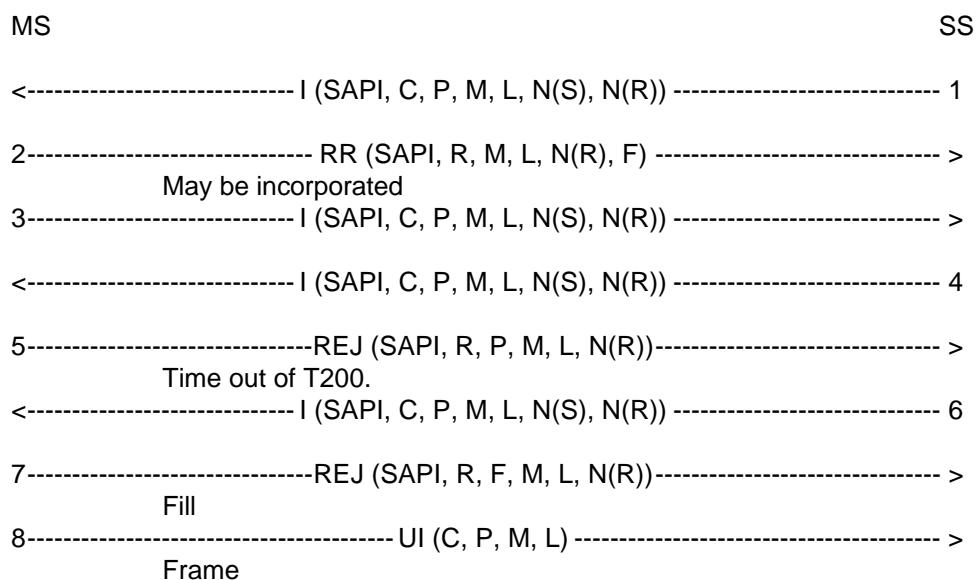 MS SS
<------------------------------ I (SAPI, C, P, M, L, N(S), N(R)) ------------------------------ 1
2-------------------------------- RR (SAPI, R, M, L, N(R), F) -------------------------------- >
May be incorporated
3------------------------------ I (SAPI, C, P, M, L, N(S), N(R)) ------------------------------ >
<------------------------------ I (SAPI, C, P, M, L, N(S), N(R)) ------------------------------ 4
5--------------------------------REJ (SAPI, R, P, M, L, N(R))-------------------------------- >
Time out of T200.
<------------------------------ I (SAPI, C, P, M, L, N(S), N(R)) ------------------------------ 6
7--------------------------------REJ (SAPI, R, F, M, L, N(R))-------------------------------- >
Fill
8----------------------------------------- UI (C, P, M, L) ----------------------------------------- >
Frame